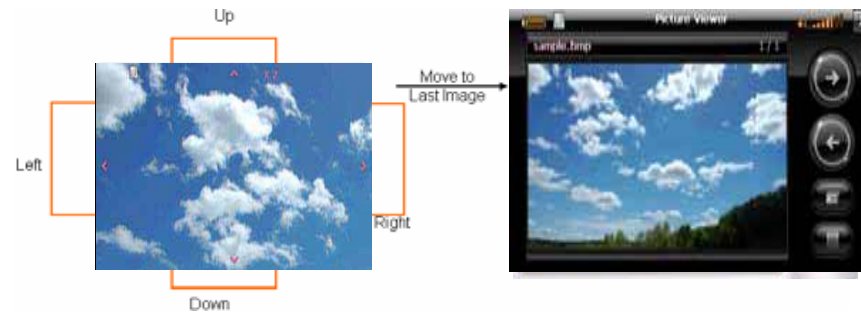 Up
Left
Right
Down
Move to
Last Image
Picture Viewer
sample.bmp
1 / 1